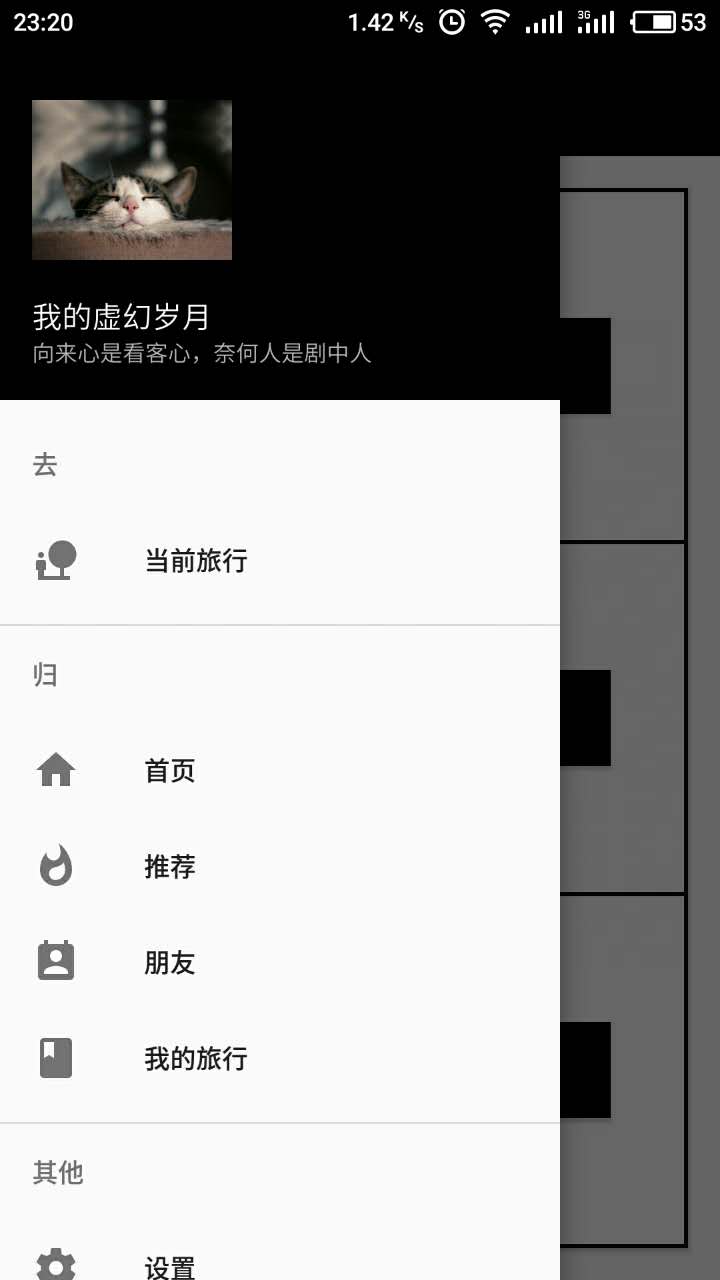 23:20 1.42 K/s 3G 53
我的虚幻岁月
向来心是看客心，奈何人是剧中人
去
当前旅行
归
首页
推荐
朋友
我的旅行
其他
设置